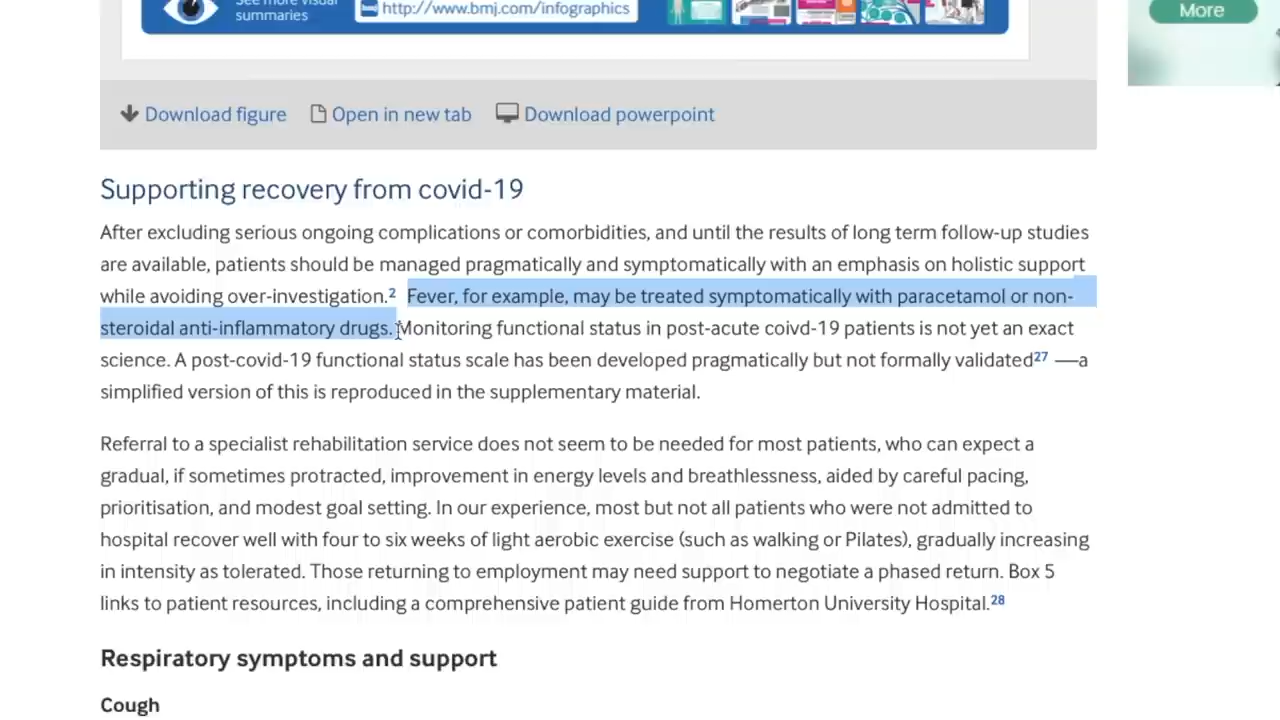 See more visual
summaries
http://www.bmj.com/infographics
More
Download figure
Open in new tab
Download powerpoint
Supporting recovery from covid-19
After excluding serious ongoing complications or comorbidities, and until the results of long term follow-up studies
are available, patients should be managed pragmatically and symptomatically with an emphasis on holistic support
while avoiding over-investigation.2 Fever, for example, may be treated symptomatically with paracetamol or non-
steroidal anti-inflammatory drugs. Monitoring functional status in post-acute coivd-19 patients is not yet an exact
science. A post-covid-19 functional status scale has been developed pragmatically but not formally validated27 —a
simplified version of this is reproduced in the supplementary material.
Referral to a specialist rehabilitation service does not seem to be needed for most patients, who can expect a
gradual, if sometimes protracted, improvement in energy levels and breathlessness, aided by careful pacing,
prioritisation, and modest goal setting. In our experience, most but not all patients who were not admitted to
hospital recover well with four to six weeks of light aerobic exercise (such as walking or Pilates), gradually increasing
in intensity as tolerated. Those returning to employment may need support to negotiate a phased return. Box 5
links to patient resources, including a comprehensive patient guide from Homerton University Hospital.28
Respiratory symptoms and support
Cough